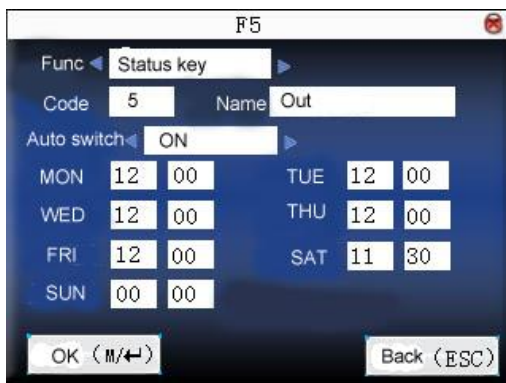 F5
Func Status key
Code 5 Name Out
Auto switch ON
MON 12 00 TUE 12 00
WED 12 00 THU 12 00
FRI 12 00 SAT 11 30
SUN 00 00
OK (M/↵) Back (ESC)